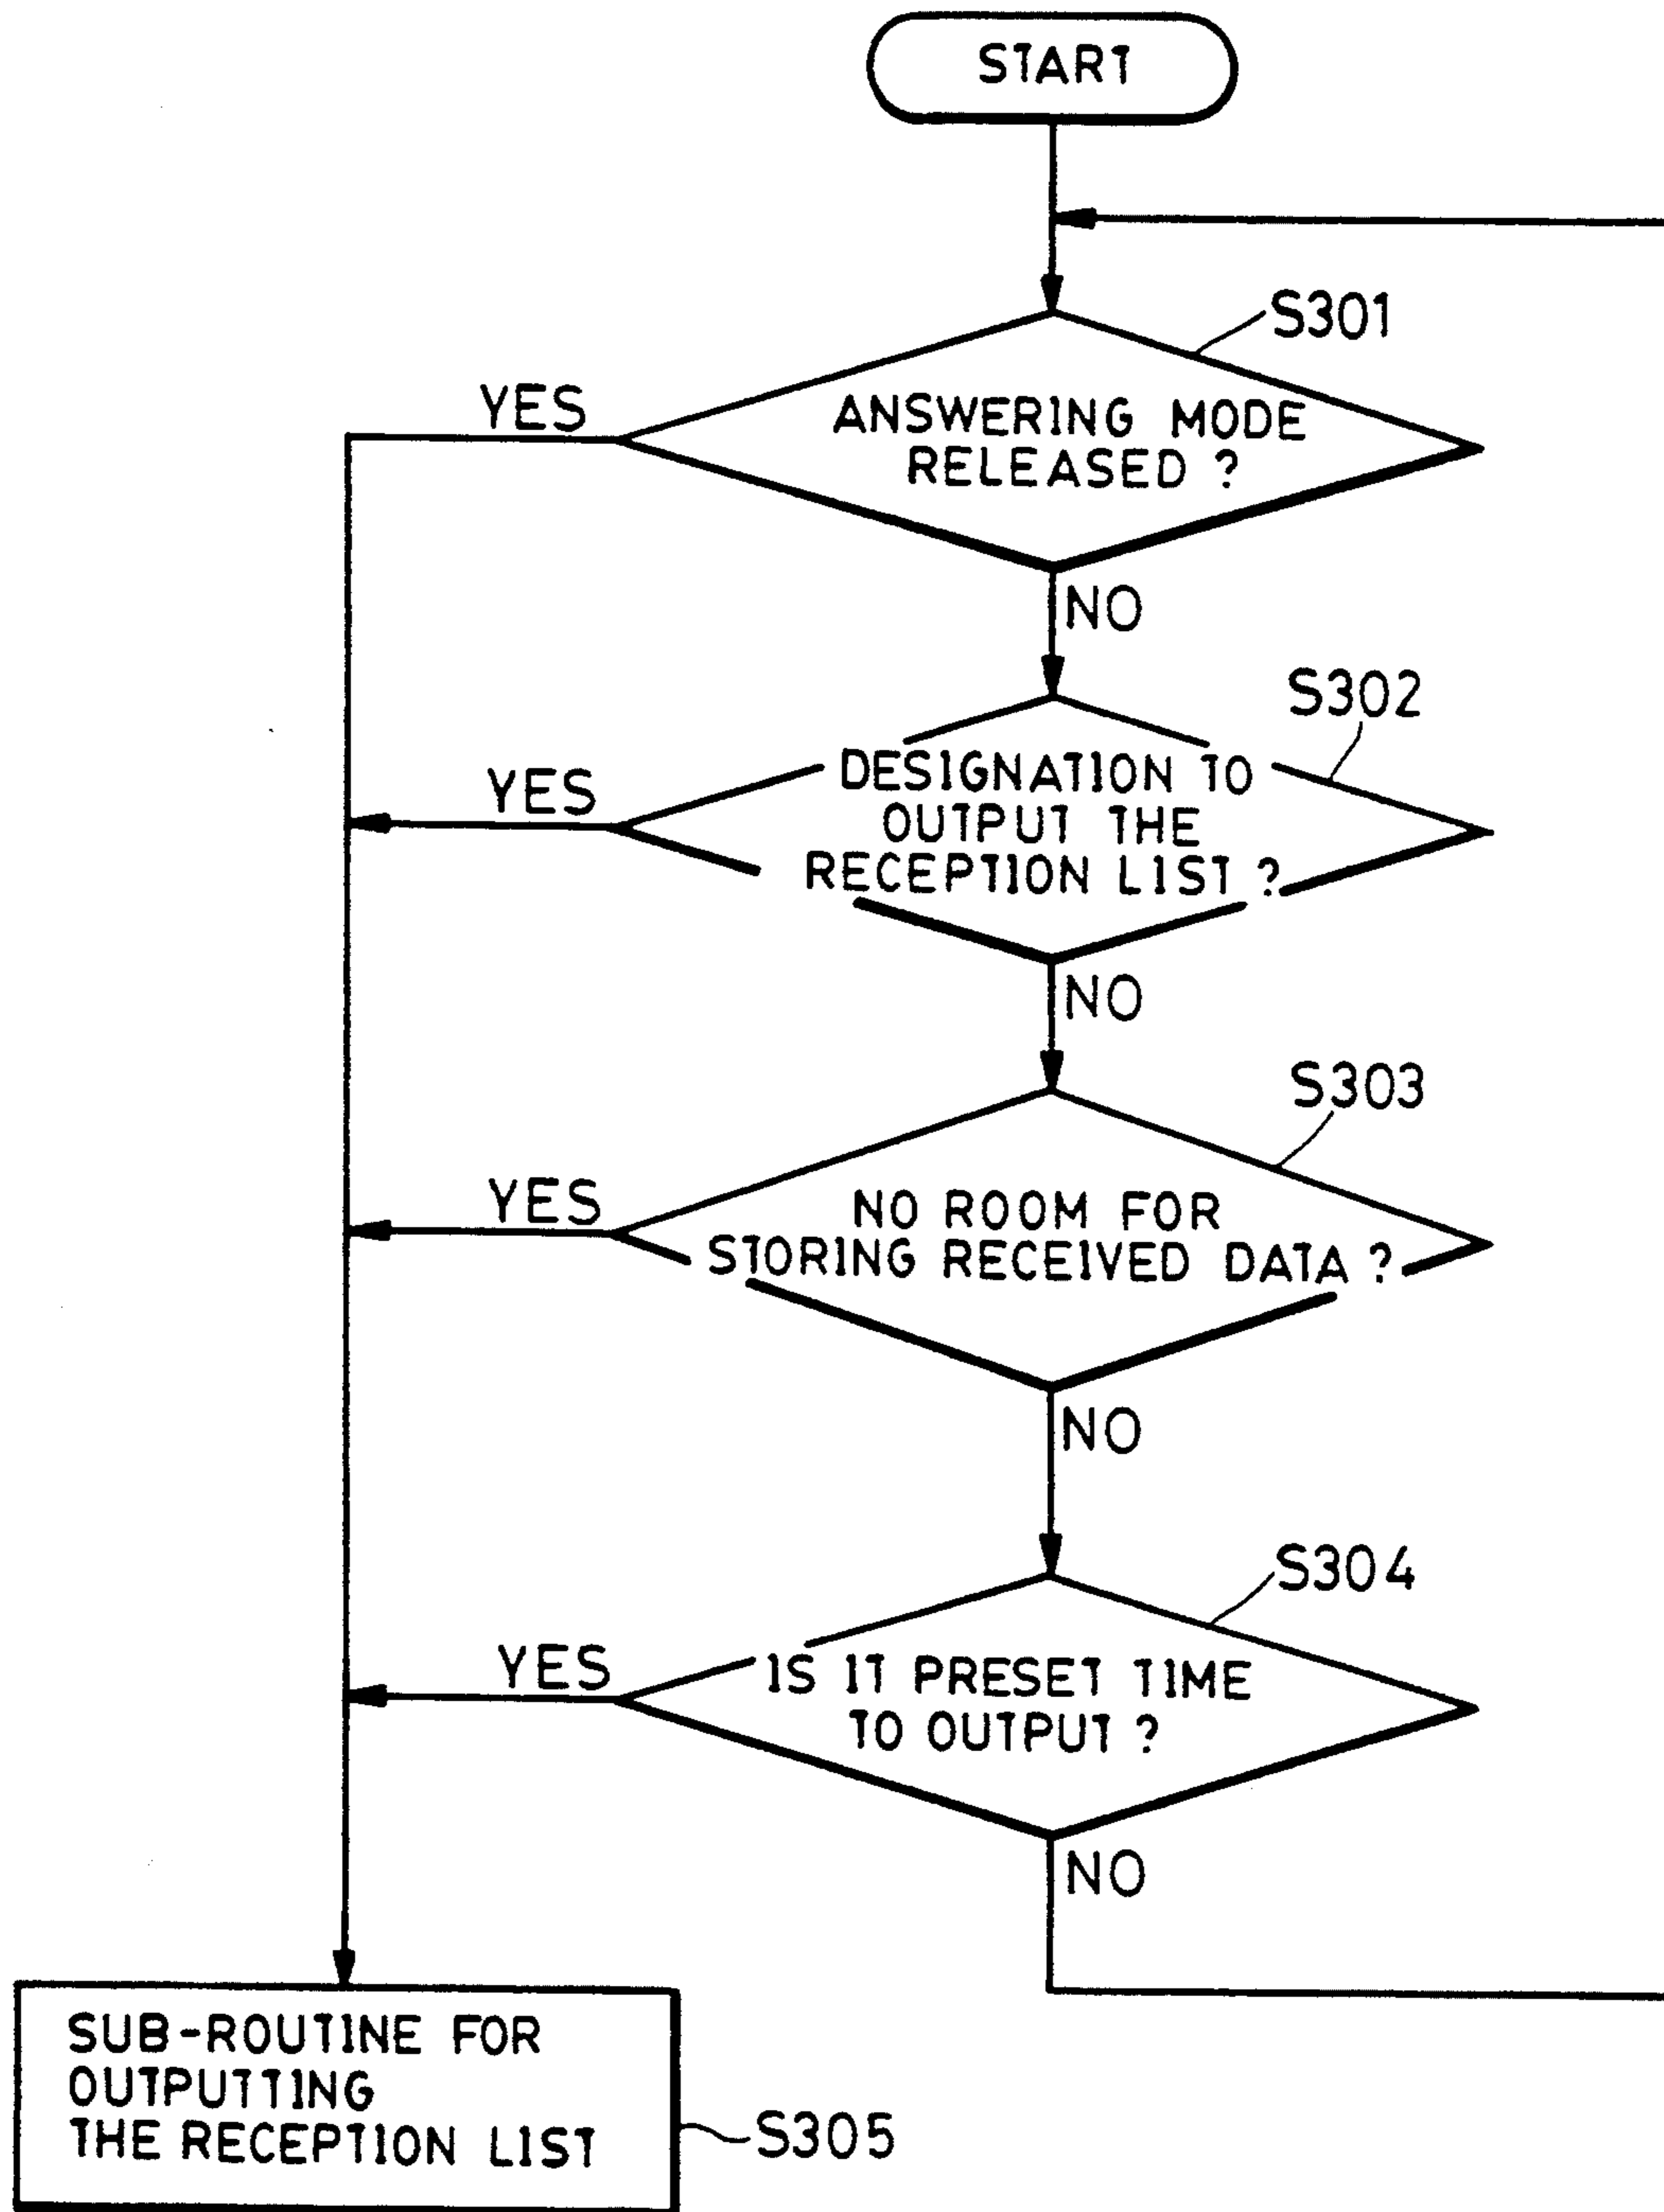 START
S301
YES
ANSWERING MODE
RELEASED ?
NO
S302
YES
DESIGNATION TO
OUTPUT THE
RECEPTION LIST ?
NO
S303
YES
NO ROOM FOR
STORING RECEIVED DATA ?
NO
S304
YES
IS IT PRESET TIME
TO OUTPUT ?
NO
SUB-ROUTINE FOR
OUTPUTTING
THE RECEPTION LIST
S305